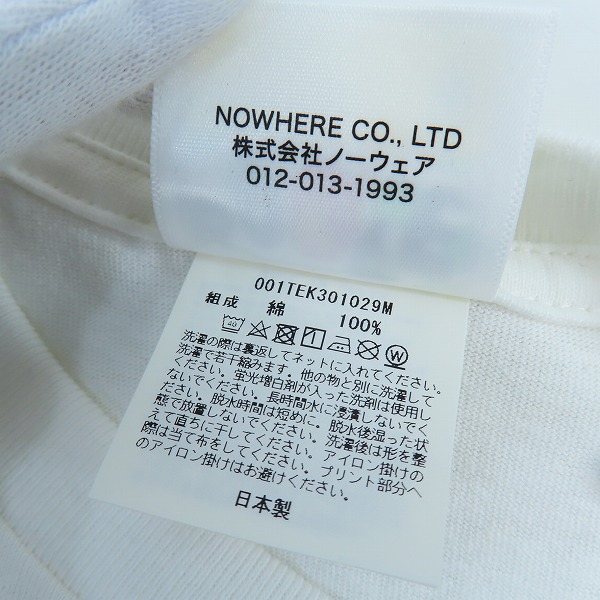 NOWHERE CO., LTD
株式会社ノーウェア
012-013-1993
001TEK301029M
組成 綿 100%
40 W
洗濯の際は裏返してネットに入れてください。
洗濯で若干縮みます。他の物と別に洗濯して
ください。蛍光増白剤が入った洗剤は使用し
ないでください。長時間水に浸漬しないでく
ださい。脱水時間は短めに。脱水後湿った状
態で放置しないでください。洗濯後は形を整
えて直ちに干してください。アイロン掛けの
際は当て布をしてください。プリント部分へ
のアイロン掛けはお避けください。
日本製